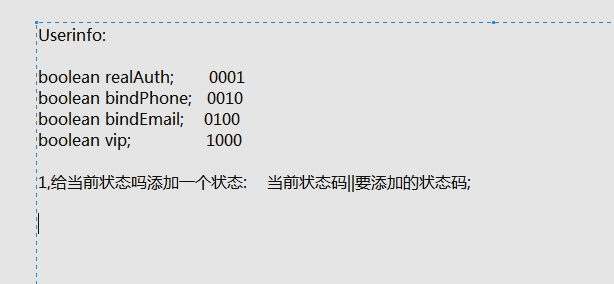 Userinfo:
boolean realAuth; 0001
boolean bindPhone; 0010
boolean bindEmail; 0100
boolean vip; 1000
1,给当前状态吗添加一个状态: 当前状态码||要添加的状态码;